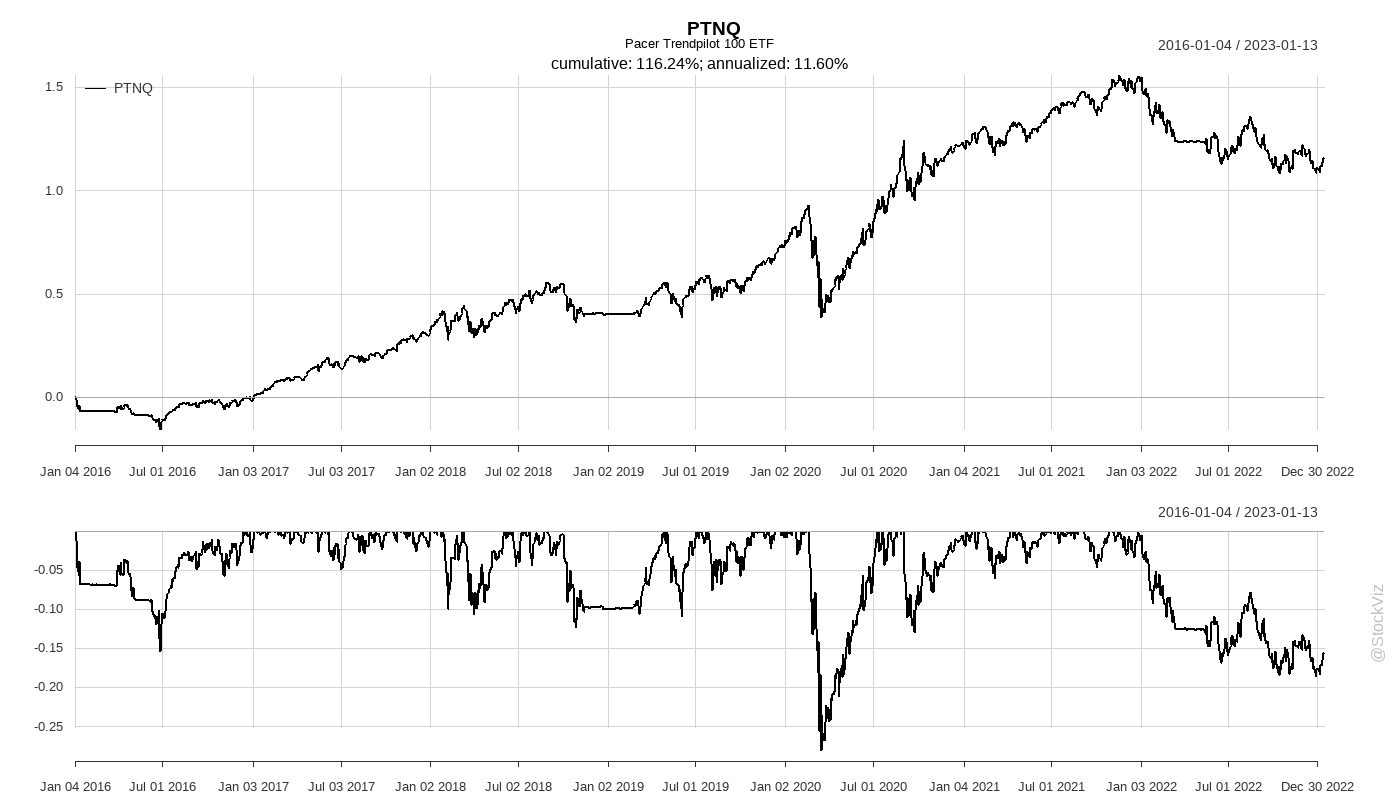 PTNQ
Pacer Trendpilot 100 ETF
cumulative: 116.24%; annualized: 11.60%
2016-01-04 / 2023-01-13
PTNQ
1.5
1.0
0.5
0.0
Jan 04 2016 Jul 01 2016 Jan 03 2017 Jul 03 2017 Jan 02 2018 Jul 02 2018 Jan 02 2019 Jul 01 2019 Jan 02 2020 Jul 01 2020 Jan 04 2021 Jul 01 2021 Jan 03 2022 Jul 01 2022 Dec 30 2022
2016-01-04 / 2023-01-13
-0.05
-0.10
-0.15
-0.20
-0.25
Jan 04 2016 Jul 01 2016 Jan 03 2017 Jul 03 2017 Jan 02 2018 Jul 02 2018 Jan 02 2019 Jul 01 2019 Jan 02 2020 Jul 01 2020 Jan 04 2021 Jul 01 2021 Jan 03 2022 Jul 01 2022 Dec 30 2022
@StockViz